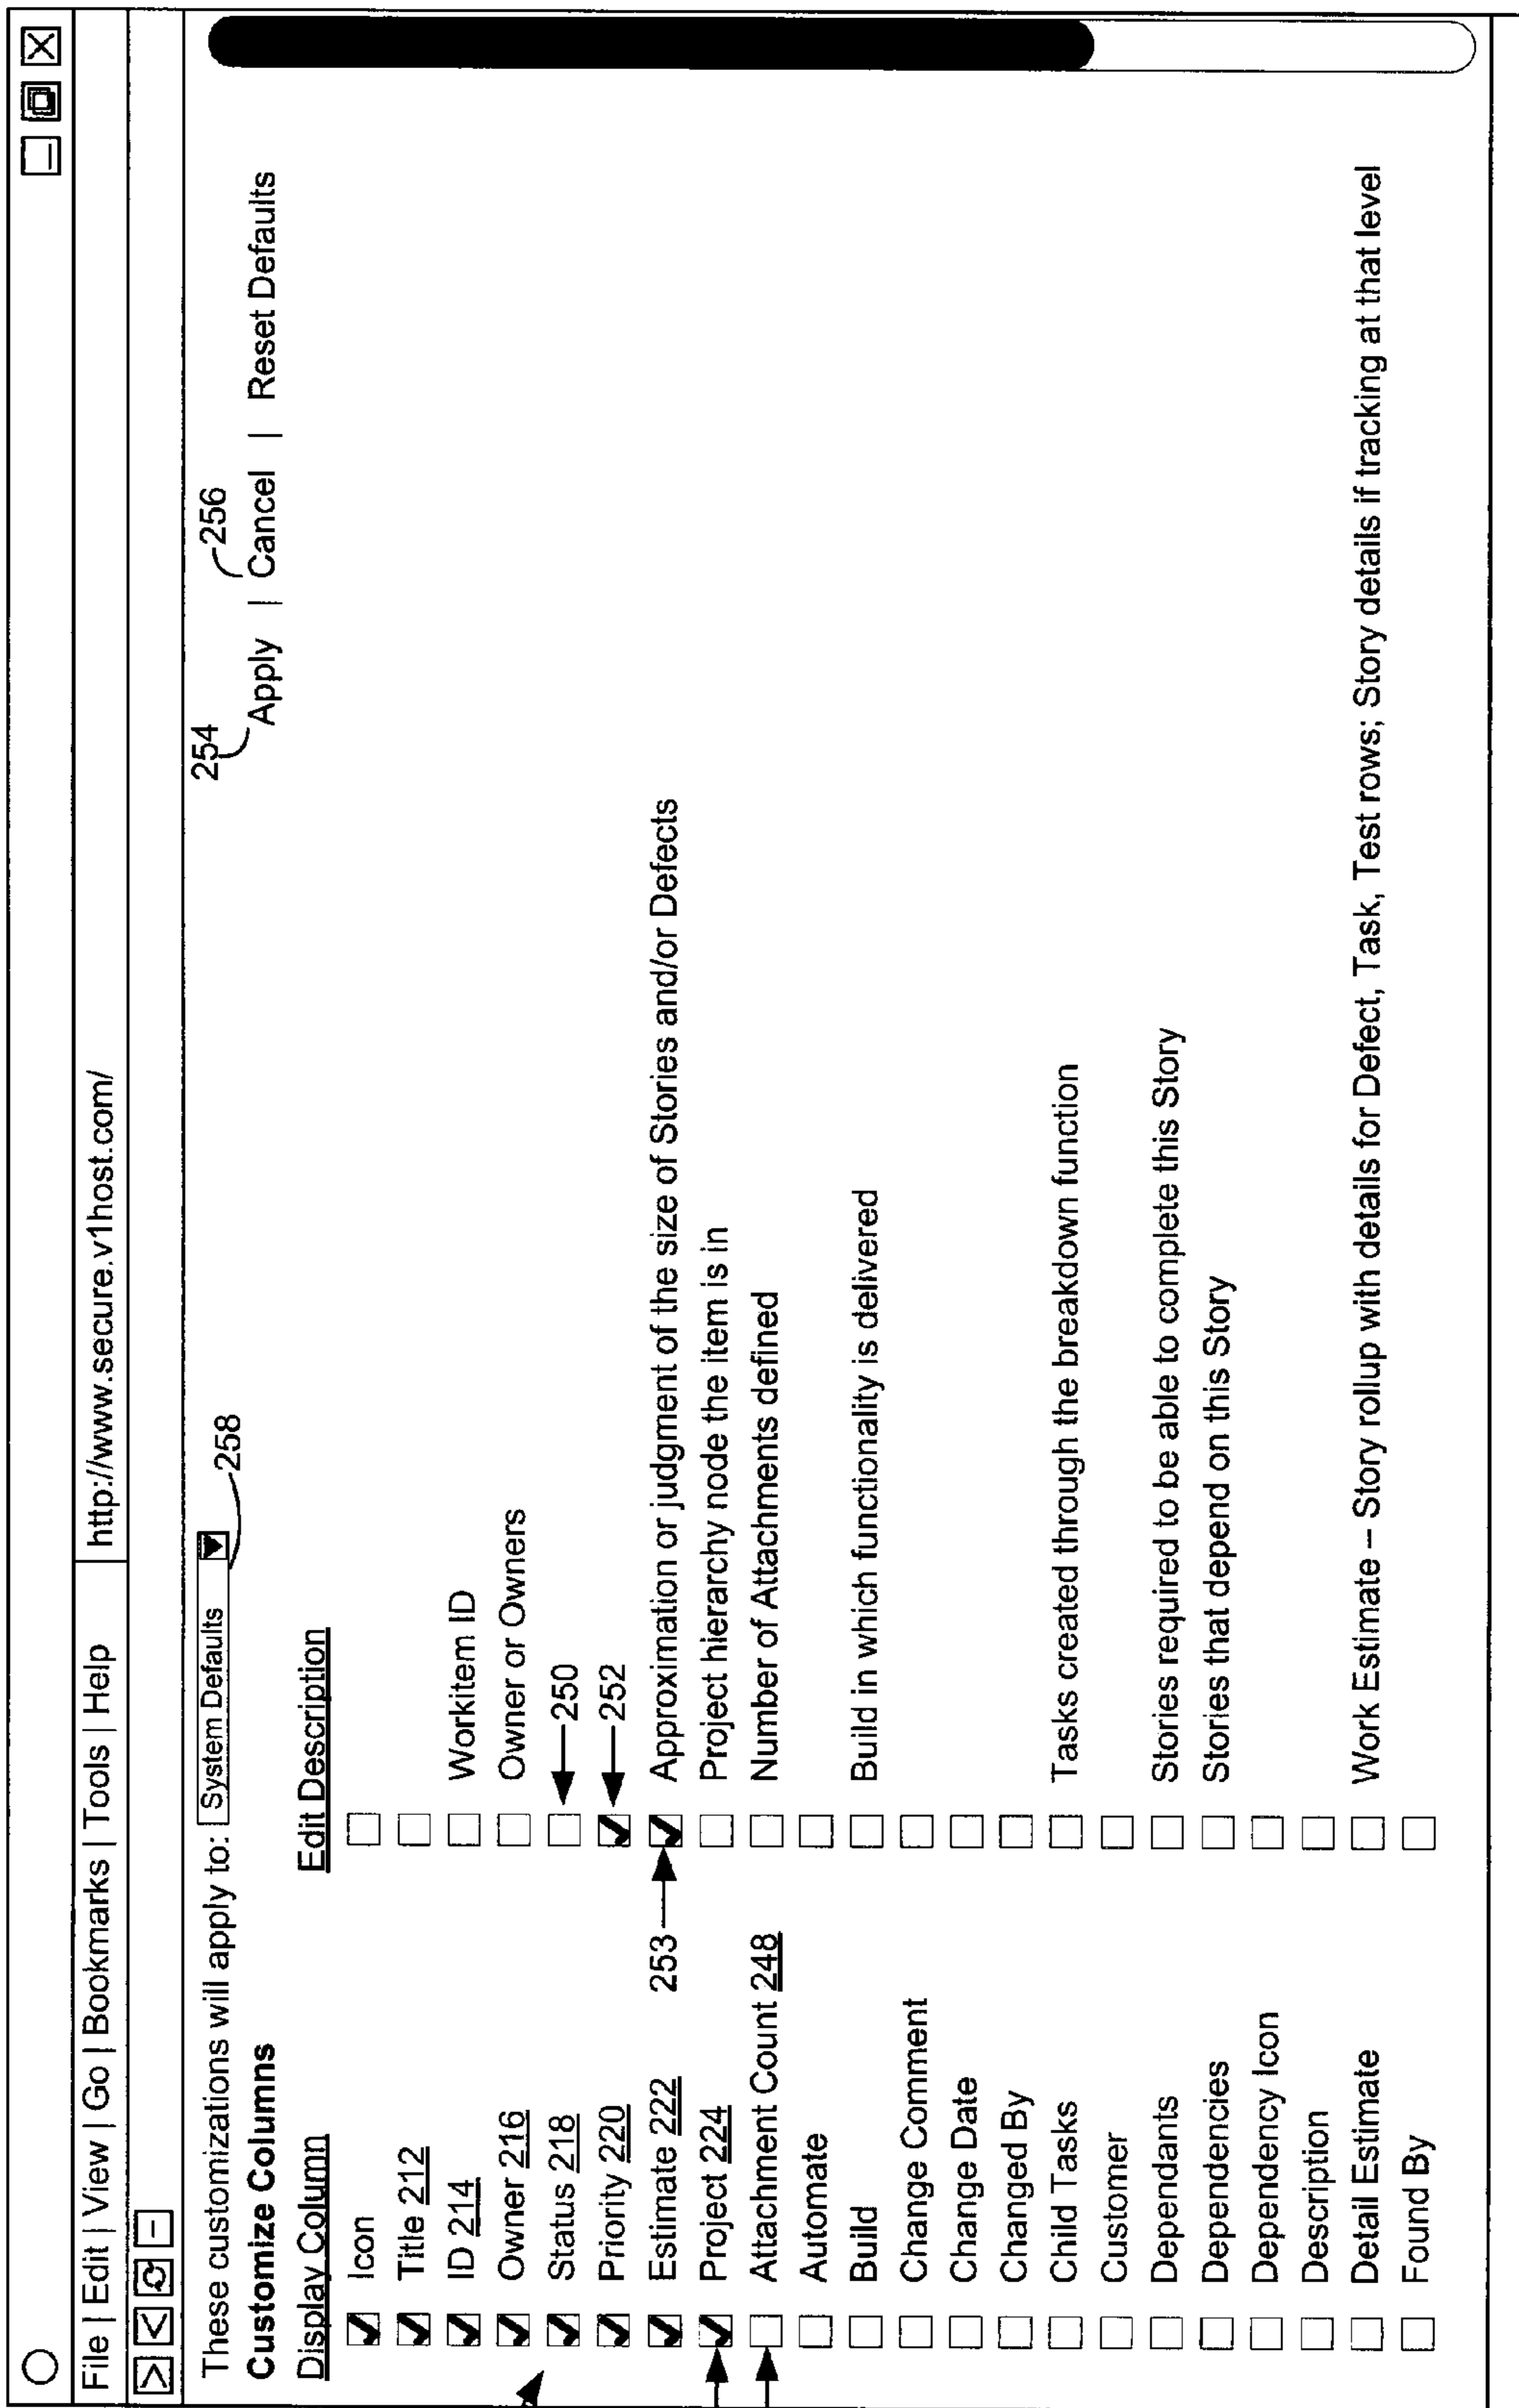 File | Edit | View | Go | Bookmarks | Tools | Help
http://www.secure.v1host.com/
These customizations will apply to: System Defaults
258
254
256
Customize Columns
Apply | Cancel | Reset Defaults
Display Column Edit Description
Icon
Title 212
ID 214 Workitem ID
Owner 216 Owner or Owners
Status 218 250
Priority 220 252
Estimate 222 253 Approximation or judgment of the size of Stories and/or Defects
Project 224 Project hierarchy node the item is in
Attachment Count 248 Number of Attachments defined
Automate
Build Build in which functionality is delivered
Change Comment
Change Date
Changed By
Child Tasks Tasks created through the breakdown function
Customer
Dependants Stories required to be able to complete this Story
Dependencies Stories that depend on this Story
Dependency Icon
Description
Detail Estimate Work Estimate – Story rollup with details for Defect, Task, Test rows; Story details if tracking at that level
Found By